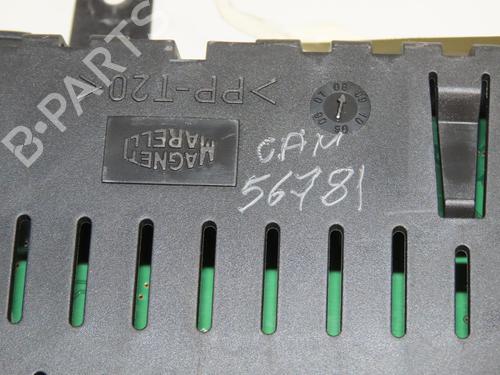 B-PARTS
>PP-T20<
MAGNETI
MARELLI
CAM
56781